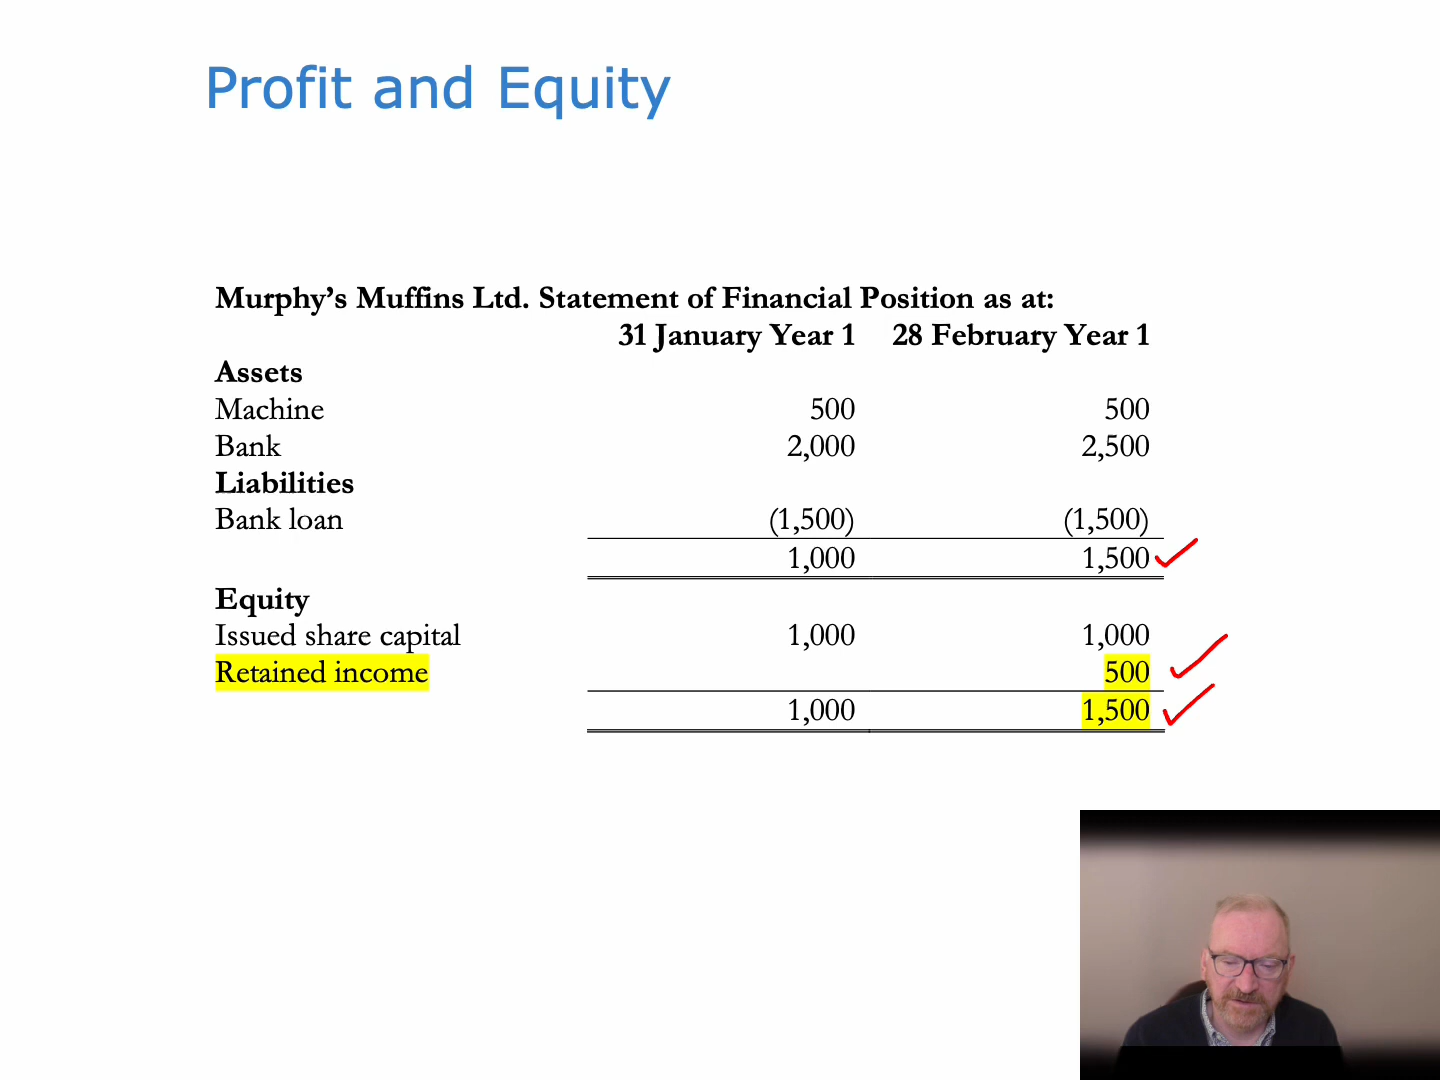 Profit and Equity
Murphy’s Muffins Ltd. Statement of Financial Position as at:
31 January Year 1 28 February Year 1
Assets
Machine 500 500
Bank 2,000 2,500
Liabilities
Bank loan (1,500) (1,500)
1,000 1,500
Equity
Issued share capital 1,000 1,000
Retained income 500
1,000 1,500